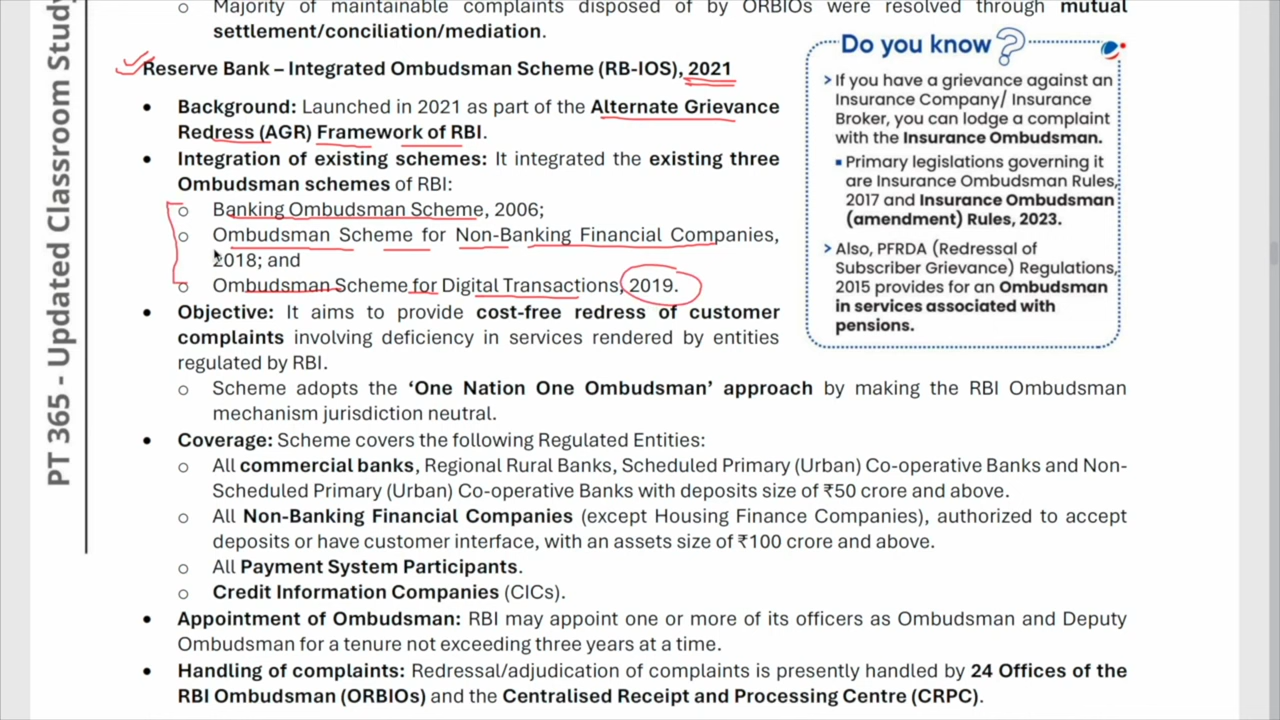 PT 365 - Updated Classroom Study
o Majority of maintainable complaints disposed of by ORBIOs were resolved through mutual
settlement/conciliation/mediation.
Reserve Bank – Integrated Ombudsman Scheme (RB-IOS), 2021
• Background: Launched in 2021 as part of the Alternate Grievance
Redress (AGR) Framework of RBI.
• Integration of existing schemes: It integrated the existing three
Ombudsman schemes of RBI:
o Banking Ombudsman Scheme, 2006;
o Ombudsman Scheme for Non-Banking Financial Companies,
2018; and
o Ombudsman Scheme for Digital Transactions, 2019.
• Objective: It aims to provide cost-free redress of customer
complaints involving deficiency in services rendered by entities
regulated by RBI.
Do you know ?
> If you have a grievance against an
Insurance Company/ Insurance
Broker, you can lodge a complaint
with the Insurance Ombudsman.
▪ Primary legislations governing it
are Insurance Ombudsman Rules,
2017 and Insurance Ombudsman
(amendment) Rules, 2023.
> Also, PFRDA (Redressal of
Subscriber Grievance) Regulations,
2015 provides for an Ombudsman
in services associated with
pensions.
o Scheme adopts the ‘One Nation One Ombudsman’ approach by making the RBI Ombudsman
mechanism jurisdiction neutral.
• Coverage: Scheme covers the following Regulated Entities:
o All commercial banks, Regional Rural Banks, Scheduled Primary (Urban) Co-operative Banks and Non-
Scheduled Primary (Urban) Co-operative Banks with deposits size of ₹50 crore and above.
o All Non-Banking Financial Companies (except Housing Finance Companies), authorized to accept
deposits or have customer interface, with an assets size of ₹100 crore and above.
o All Payment System Participants.
o Credit Information Companies (CICs).
• Appointment of Ombudsman: RBI may appoint one or more of its officers as Ombudsman and Deputy
Ombudsman for a tenure not exceeding three years at a time.
• Handling of complaints: Redressal/adjudication of complaints is presently handled by 24 Offices of the
RBI Ombudsman (ORBIOs) and the Centralised Receipt and Processing Centre (CRPC).